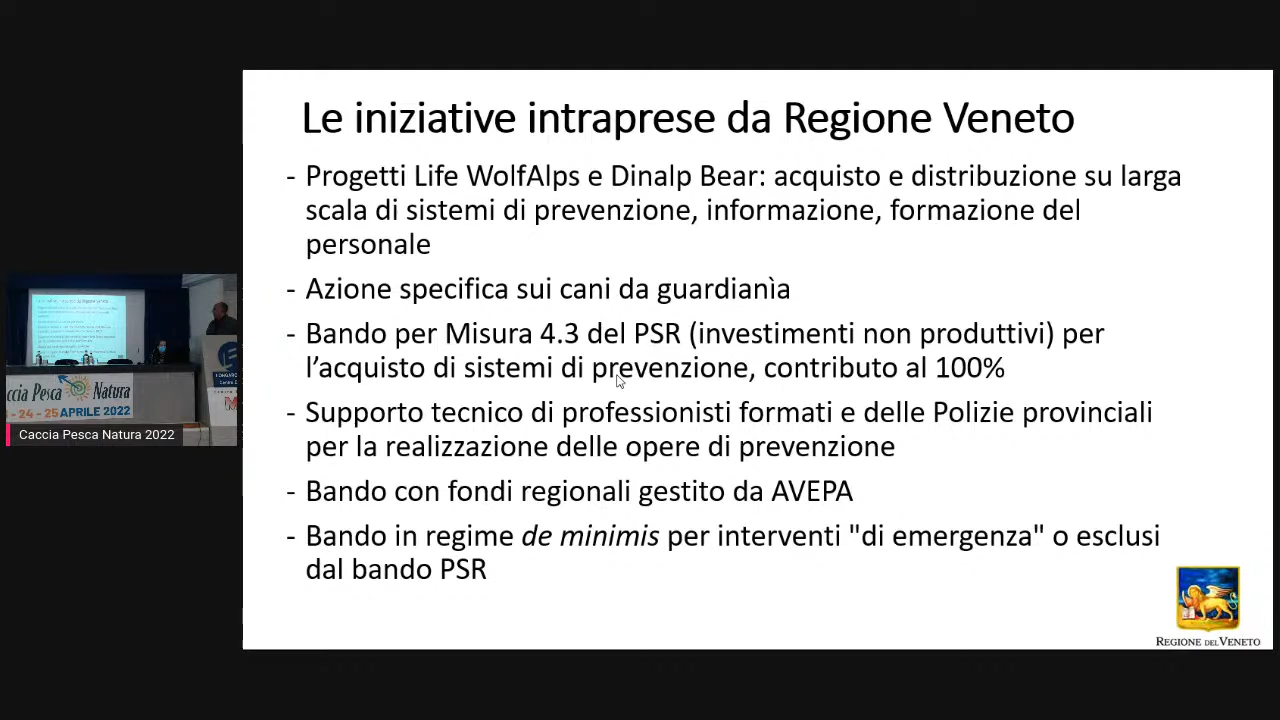 Le iniziative intraprese da Regione Veneto
- Progetti Life WolfAlps e Dinalp Bear: acquisto e distribuzione su larga
scala di sistemi di prevenzione, informazione, formazione del
personale
- Azione specifica sui cani da guardianìa
- Bando per Misura 4.3 del PSR (investimenti non produttivi) per
l’acquisto di sistemi di prevenzione, contributo al 100%
- Supporto tecnico di professionisti formati e delle Polizie provinciali
per la realizzazione delle opere di prevenzione
- Bando con fondi regionali gestito da AVEPA
- Bando in regime de minimis per interventi "di emergenza" o esclusi
dal bando PSR
REGIONE DEL VENETO
ccia Pesca Natura
- 24 - 25 APRILE 2022
Caccia Pesca Natura 2022